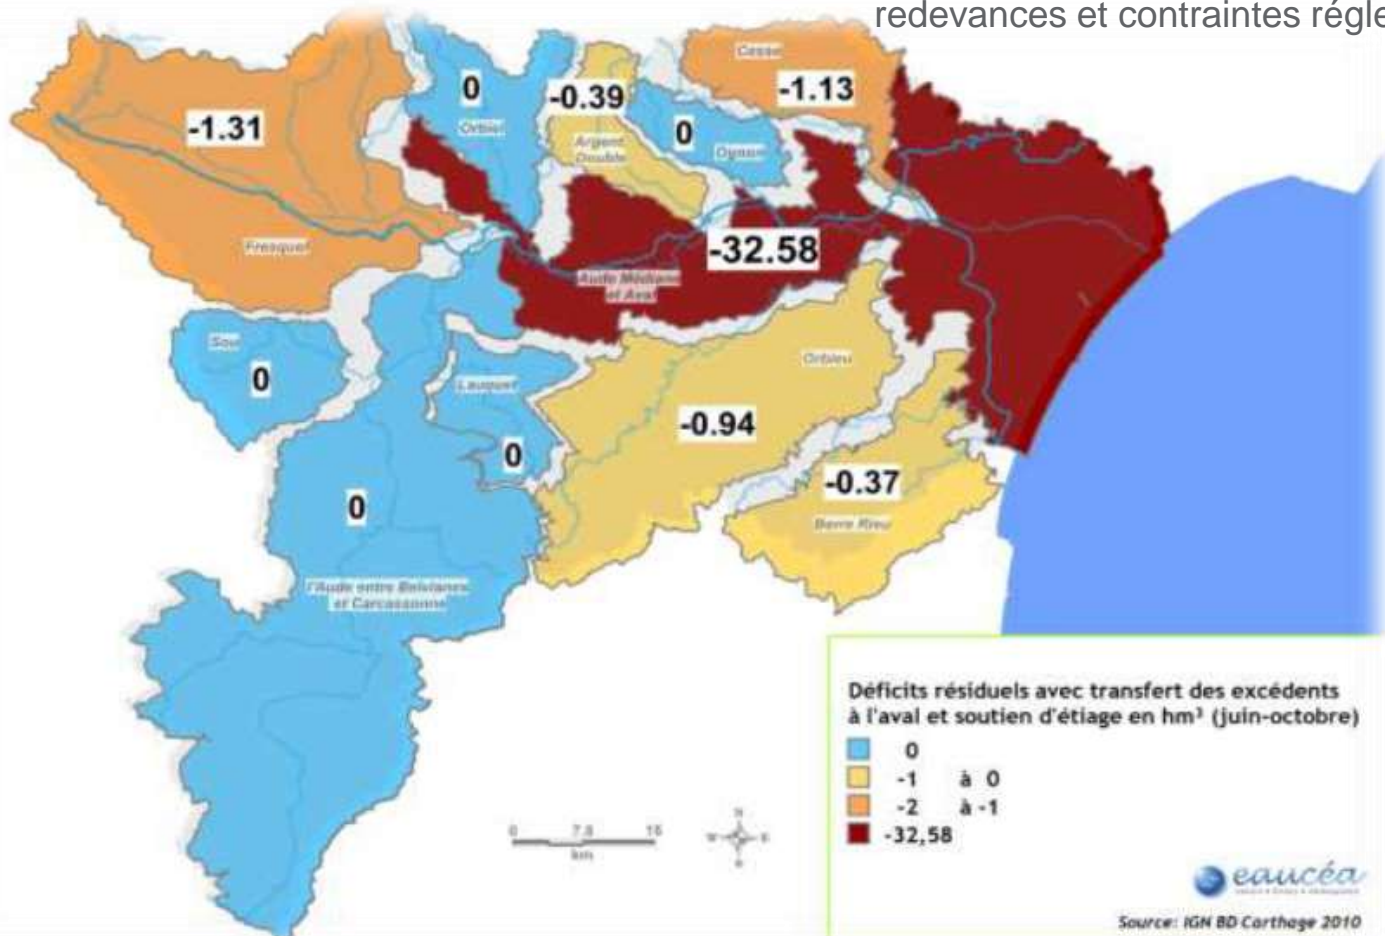 redevances et contraintes régle
Cesse
-1.13
0
Orbiel
-0.39
Argent
Double
0
Ognon
-1.31
Fresquel
-32.58
Aude Médiane
et Aval
Sou
0
Lauquet
0
Orbieu
-0.94
-0.37
Berre Rieu
0
l'Aude entre Belvianes
et Carcassonne
Déficits résiduels avec transfert des excédents
à l'aval et soutien d'étiage en hm³ (juin-octobre)
0
-1 à 0
-2 à -1
-32,58
0 7.5 15
km
N
W E
S
eaucéa
Source: IGN BD Carthage 2010